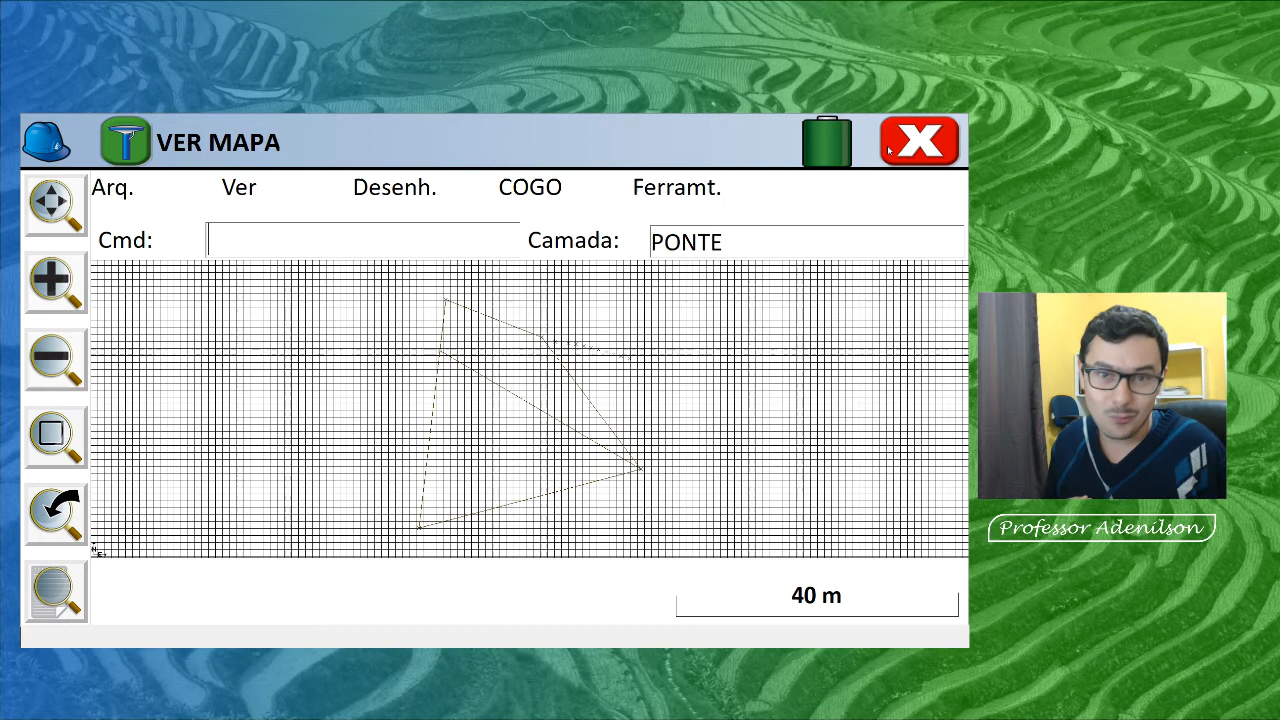 VER MAPA
Arq. Ver Desenh. COGO Ferramt.
Cmd: Camada: PONTE
N
E
40 m
Professor Adenilson